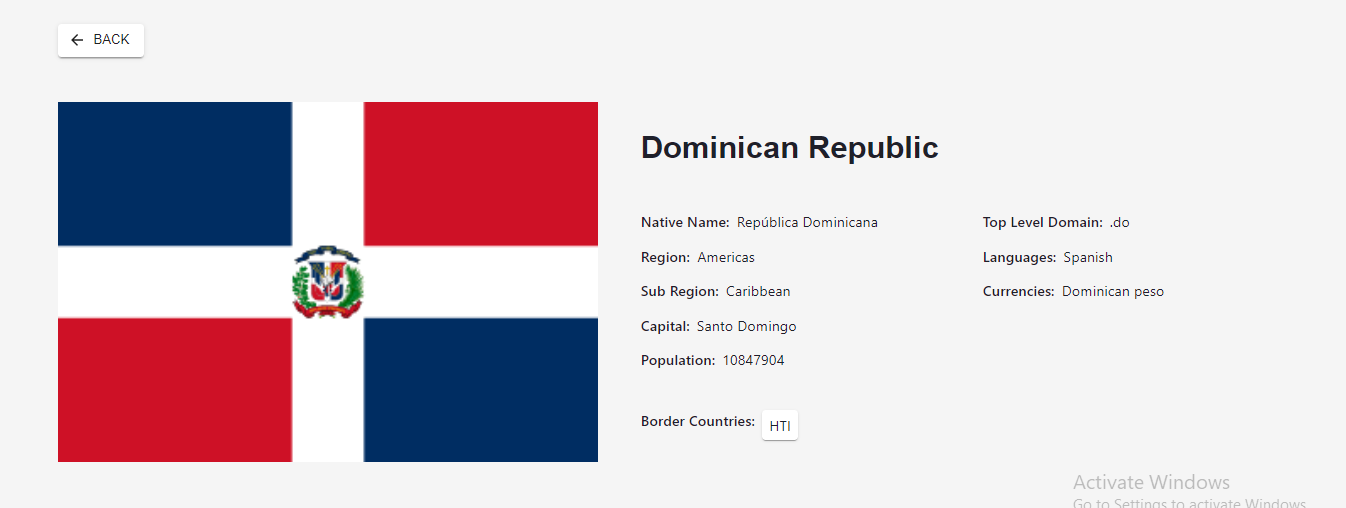 BACK
Dominican Republic
Native Name: República Dominicana
Region: Americas
Sub Region: Caribbean
Capital: Santo Domingo
Population: 10847904
Top Level Domain: .do
Languages: Spanish
Currencies: Dominican peso
Border Countries: HTI
Activate Windows
Go to Settings to activate Windows.